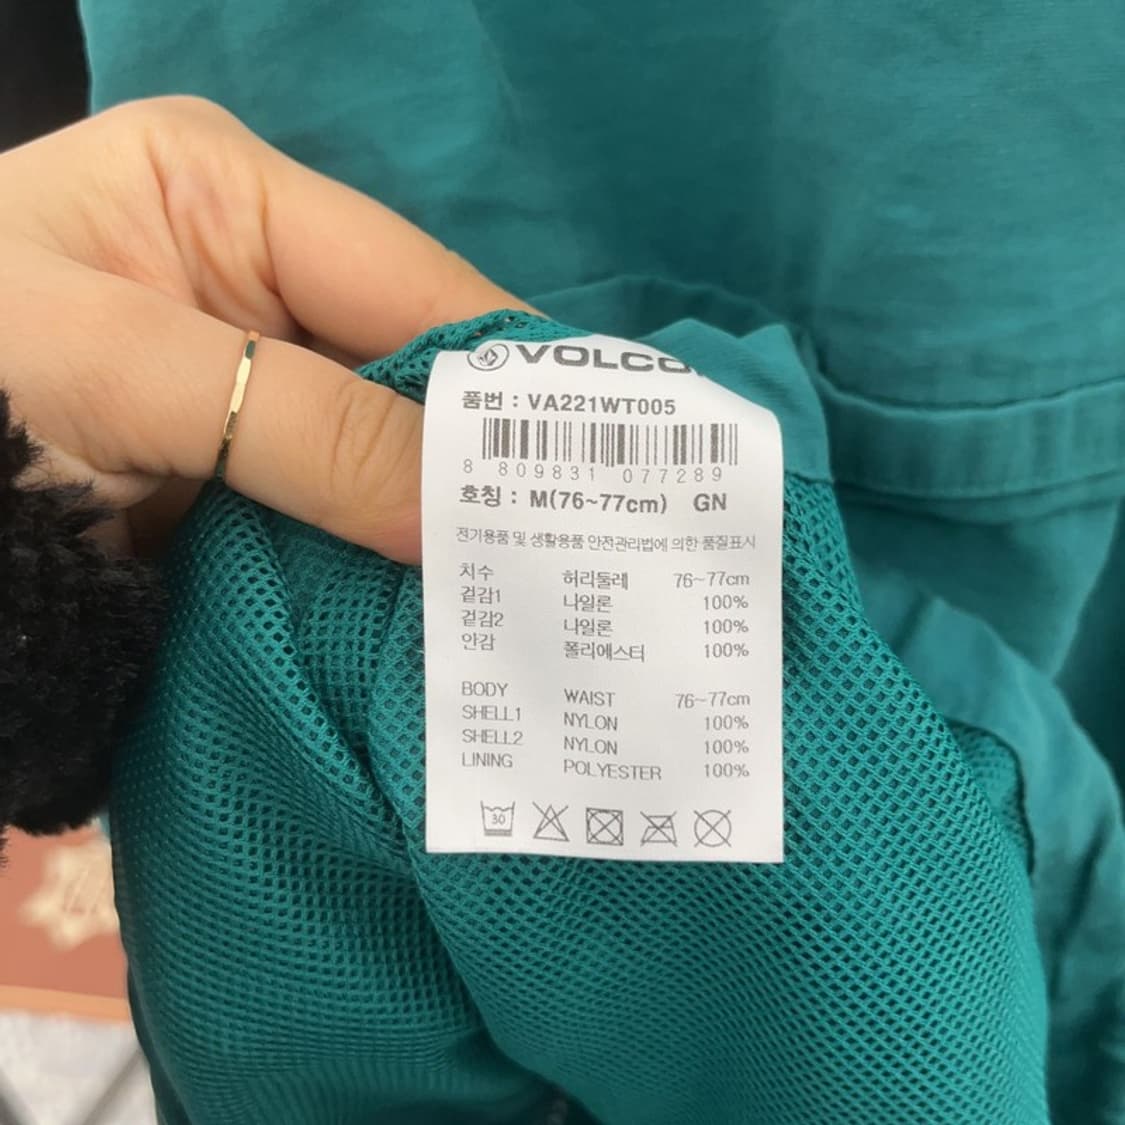 VOLCO
품번 : VA221WT005
8 809831 077289
호칭 : M(76~77cm) GN
전기용품 및 생활용품 안전관리법에 의한 품질표시
치수 허리둘레 76~77cm
겉감1 나일론 100%
겉감2 나일론 100%
안감 폴리에스터 100%
BODY WAIST 76~77cm
SHELL1 NYLON 100%
SHELL2 NYLON 100%
LINING POLYESTER 100%
30